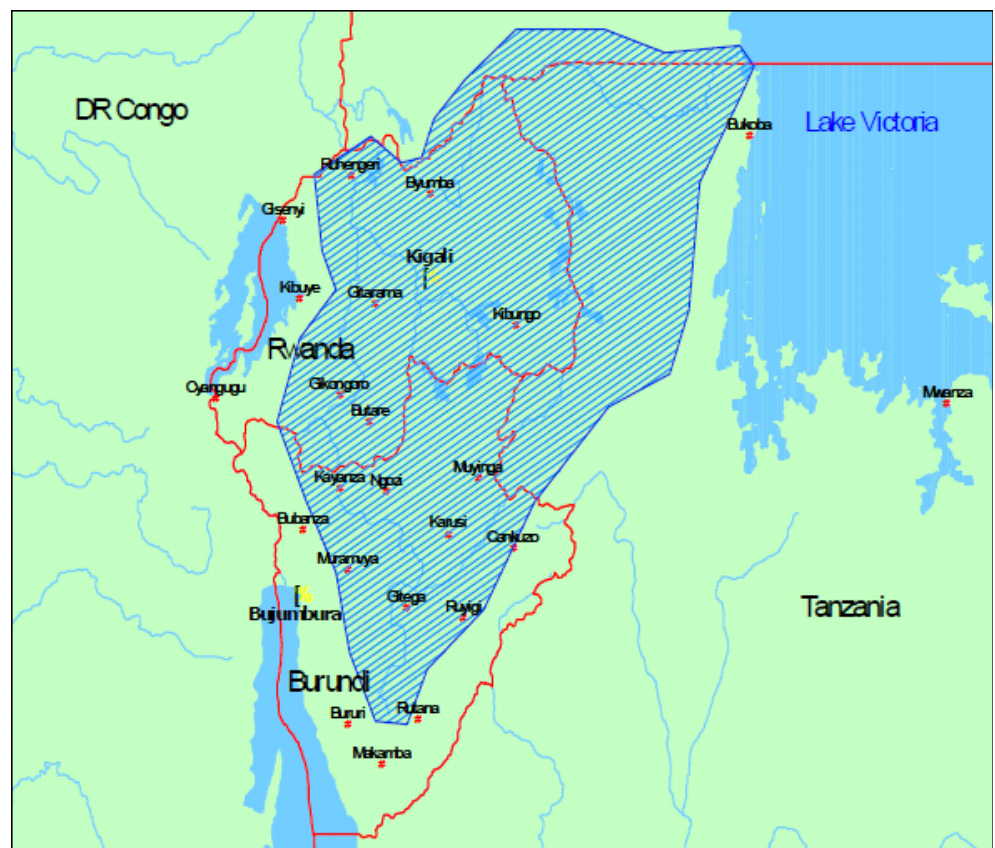 DR Congo
Lake Victoria
Bukoba
Ruhengeri
Byumba
Gisenyi
Kigali
Kibuye
Gitarama
Kibungo
Rwanda
Cyangugu
Gikongoro
Mwanza
Butare
Muyinga
Kayanza
Ngozi
Bubanza
Karusi
Cankuzo
Muramvya
Gitega
Ruyigi
Bujumbura
Tanzania
Burundi
Bururi
Rutana
Makamba